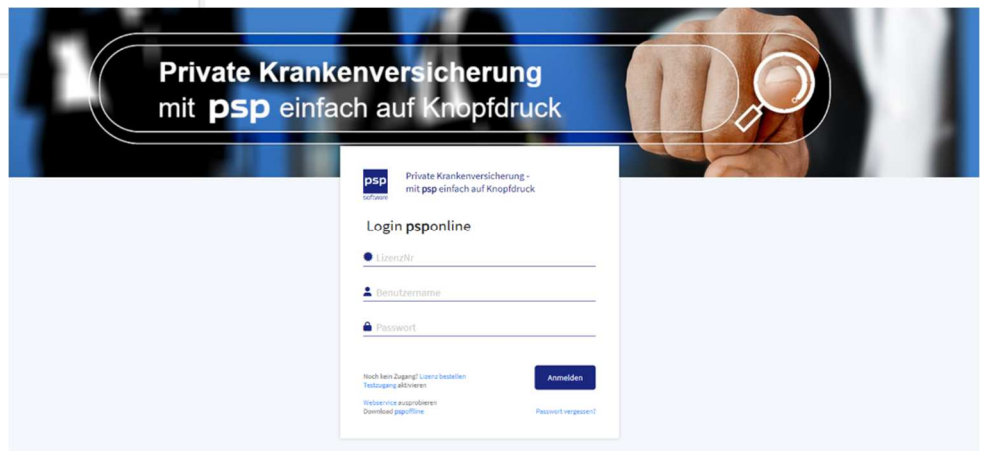 Private Krankenversicherung
mit psp einfach auf Knopfdruck
psp
software
Private Krankenversicherung -
mit psp einfach auf Knopfdruck
Login psponline
LizenzNr
Benutzername
Passwort
Noch kein Zugang? Lizenz bestellen
Testzugang aktivieren
Anmelden
Webservice ausprobieren
Download pspoffline
Passwort vergessen?